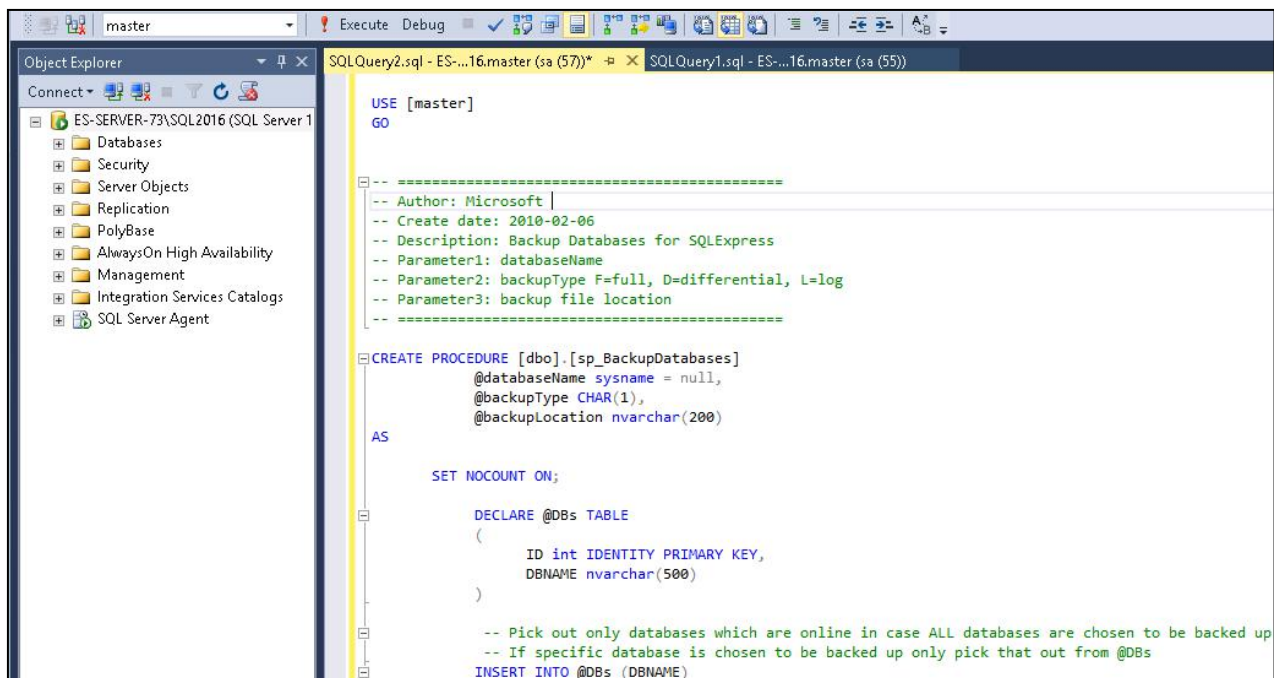 master
Execute Debug
Object Explorer
SQLQuery2.sql - ES-...16.master (sa (57))*
SQLQuery1.sql - ES-...16.master (sa (55))
Connect
ES-SERVER-73\SQL2016 (SQL Server 1
Databases
Security
Server Objects
Replication
PolyBase
AlwaysOn High Availability
Management
Integration Services Catalogs
SQL Server Agent
USE [master]
GO
-- =============================================
-- Author: Microsoft
-- Create date: 2010-02-06
-- Description: Backup Databases for SQLExpress
-- Parameter1: databaseName
-- Parameter2: backupType F=full, D=differential, L=log
-- Parameter3: backup file location
-- =============================================
CREATE PROCEDURE [dbo].[sp_BackupDatabases]
@databaseName sysname = null,
@backupType CHAR(1),
@backupLocation nvarchar(200)
AS
SET NOCOUNT ON;
DECLARE @DBs TABLE
(
ID int IDENTITY PRIMARY KEY,
DBNAME nvarchar(500)
)
-- Pick out only databases which are online in case ALL databases are chosen to be backed up
-- If specific database is chosen to be backed up only pick that out from @DBs
INSERT INTO @DBs (DBNAME)